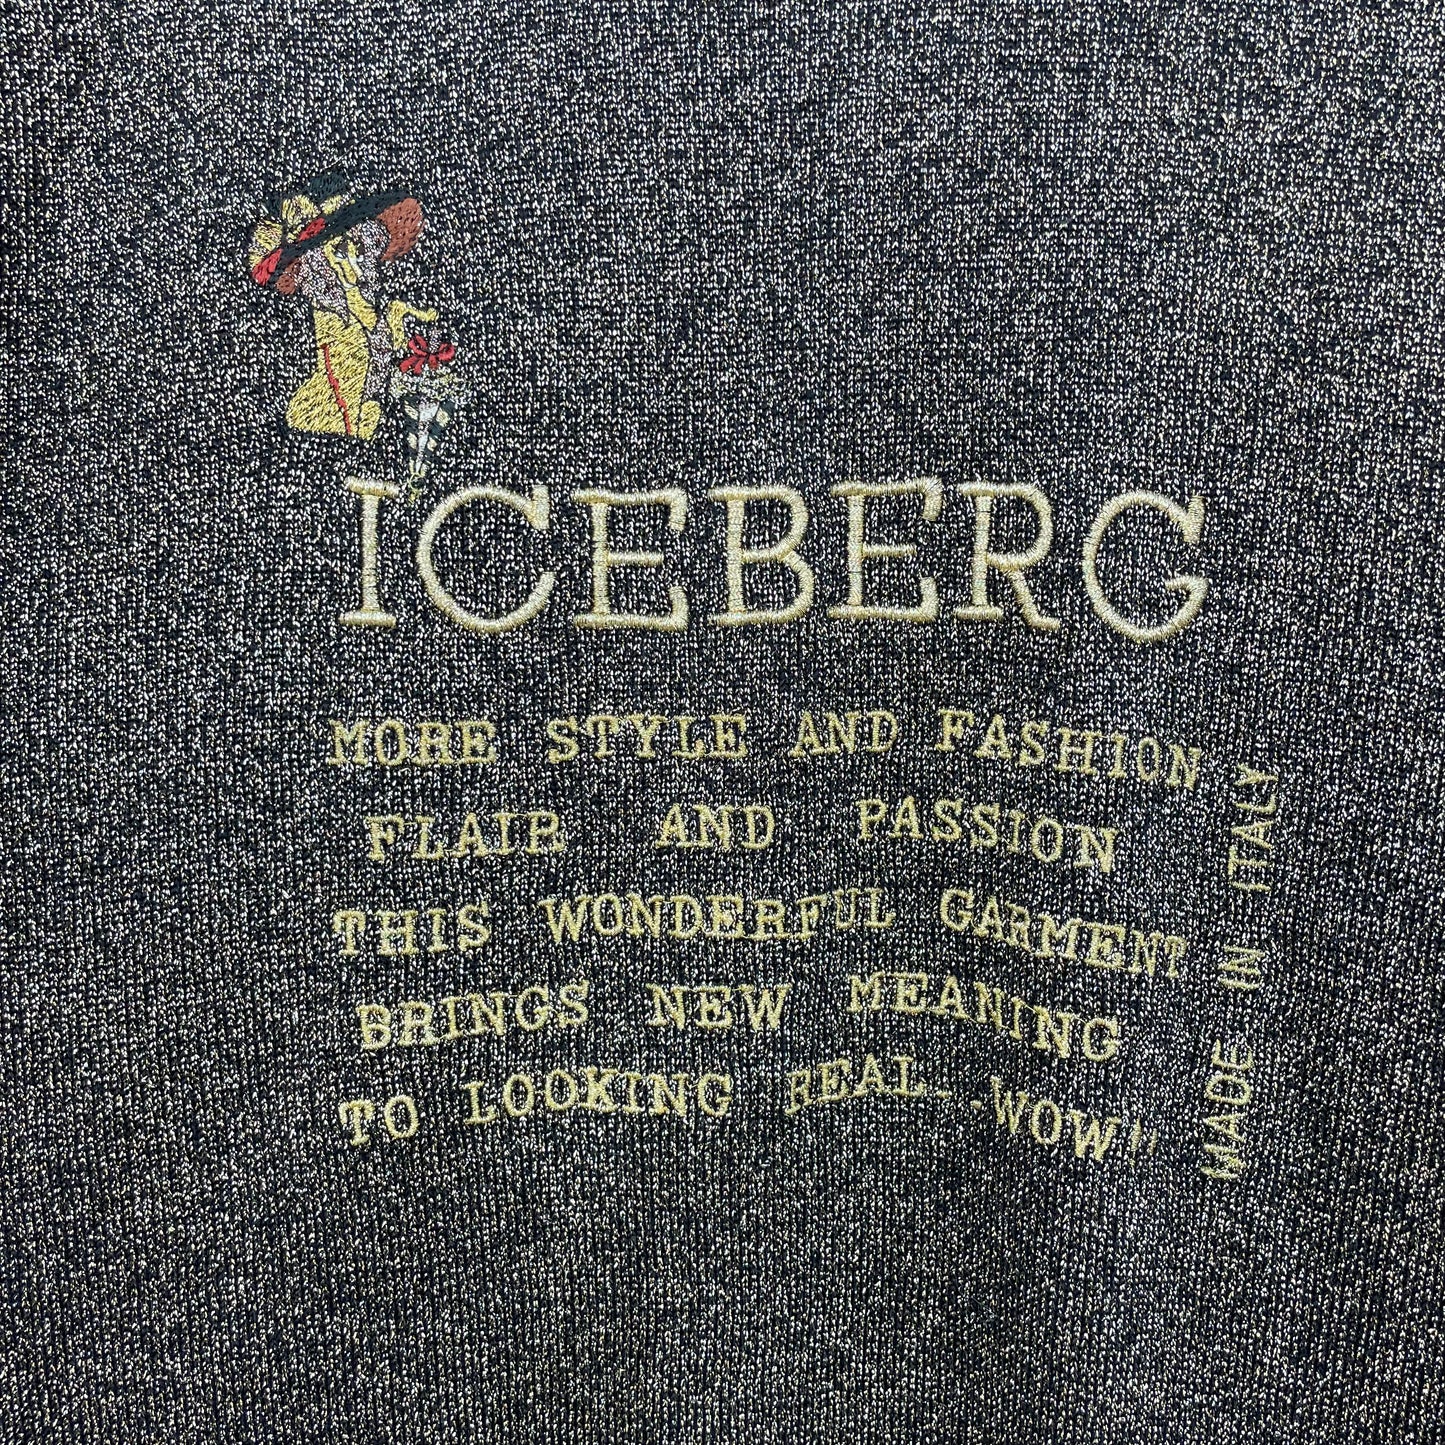 ICEBERG
MORE STYLE AND FASHION
FLAIR AND PASSION
THIS WONDERFUL GARMENT
BRINGS NEW MEANING
TO LOOKING REAL...WOW"
MADE IN ITALY